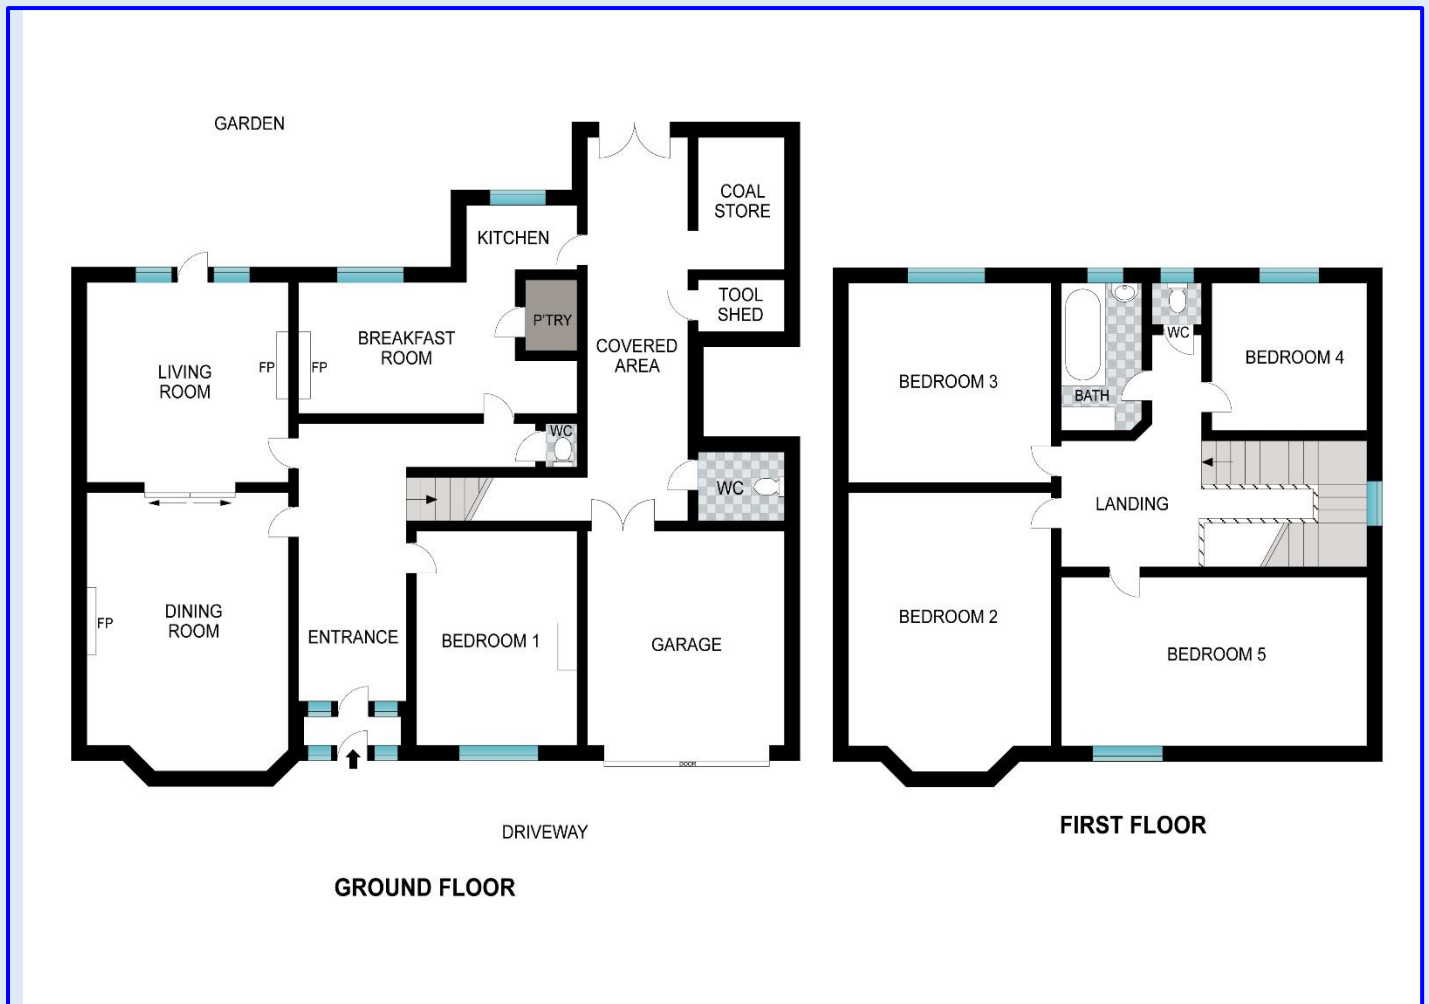 GARDEN
COAL
STORE
KITCHEN
TOOL
SHED
P'TRY
BREAKFAST
ROOM
COVERED
AREA
FP
FP
LIVING
ROOM
WC
WC
DINING
ROOM
FP
ENTRANCE
BEDROOM 1
GARAGE
DOOR
DRIVEWAY
GROUND FLOOR
WC
BEDROOM 4
BEDROOM 3
BATH
LANDING
BEDROOM 2
BEDROOM 5
FIRST FLOOR